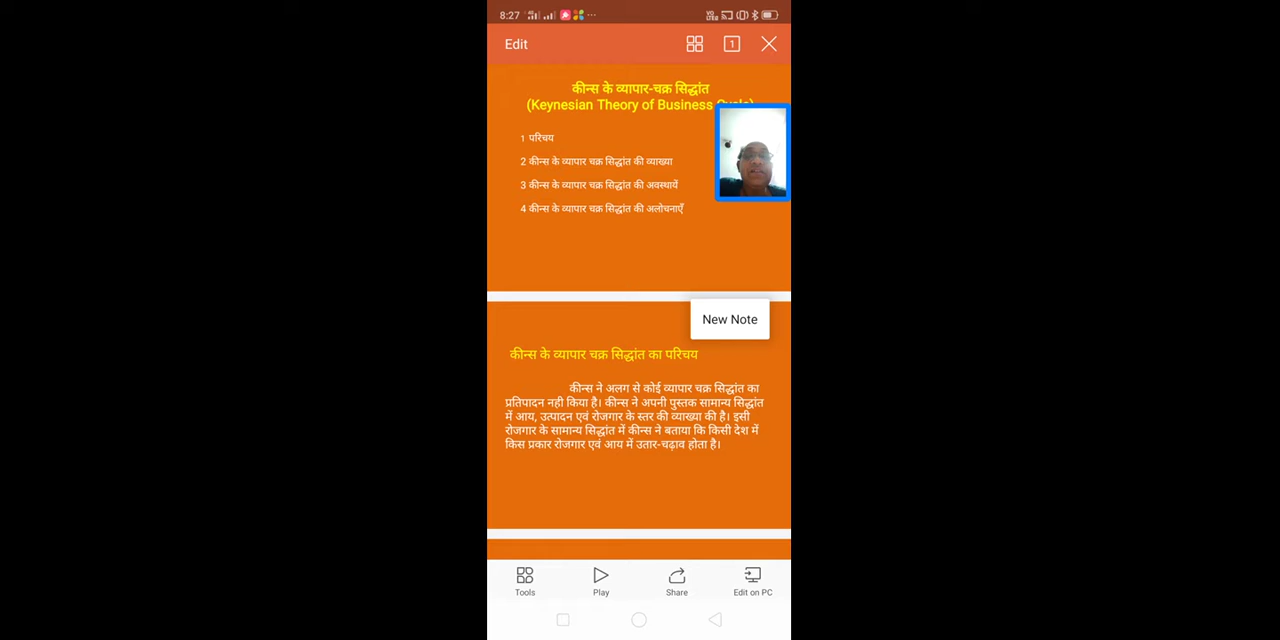 8:27
Edit
1
कीन्स के व्यापार-चक्र सिद्धांत
(Keynesian Theory of Business Cycle)
1 परिचय
2 कीन्स के व्यापार चक्र सिद्धांत की व्याख्या
3 कीन्स के व्यापार चक्र सिद्धांत की अवस्थायें
4 कीन्स के व्यापार चक्र सिद्धांत की अलोचनाएँ
New Note
कीन्स के व्यापार चक्र सिद्धांत का परिचय
कीन्स ने अलग से कोई व्यापार चक्र सिद्धांत का
प्रतिपादन नही किया है। कीन्स ने अपनी पुस्तक सामान्य सिद्धांत
में आय, उत्पादन एवं रोजगार के स्तर की व्याख्या की है। इसी
रोजगार के सामान्य सिद्धांत में कीन्स ने बताया कि किसी देश में
किस प्रकार रोजगार एवं आय में उतार-चढ़ाव होता है।
Tools
Play
Share
Edit on PC